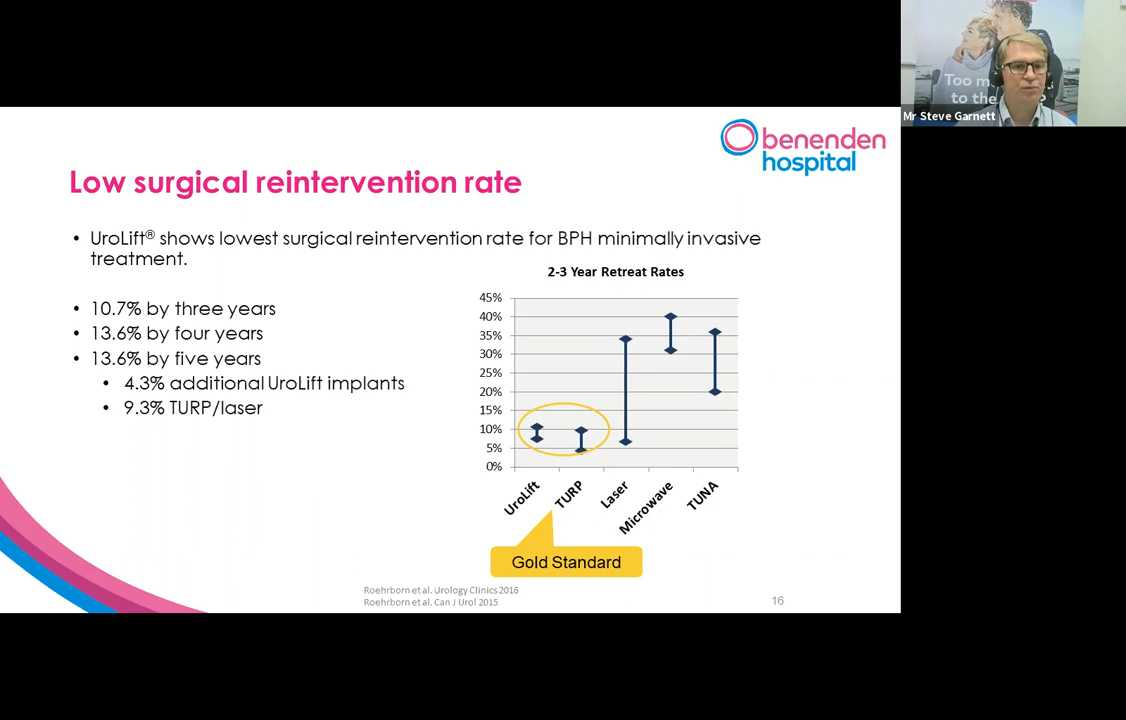 Too m
to the
?
Mr Steve Garnett
benenden
hospital
Low surgical reintervention rate
• UroLift® shows lowest surgical reintervention rate for BPH minimally invasive
treatment.
• 10.7% by three years
• 13.6% by four years
• 13.6% by five years
• 4.3% additional UroLift implants
• 9.3% TURP/laser
2-3 Year Retreat Rates
45%
40%
35%
30%
25%
20%
15%
10%
5%
0%
UroLift
TURP
Laser
Microwave
TUNA
Gold Standard
Roehrborn et al. Urology Clinics 2016
Roehrborn et al. Can J Urol 2015
16